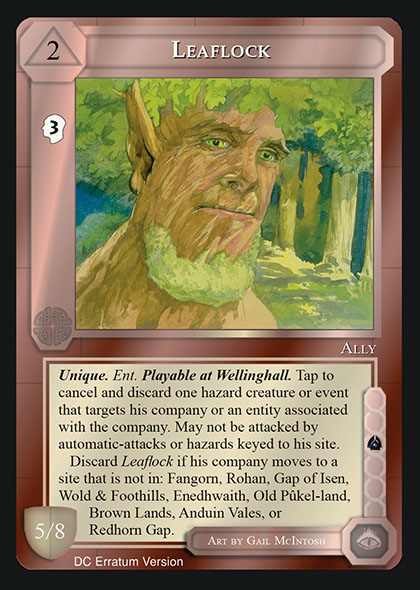 2
Leaflock
3
Ally
Unique. Ent. Playable at Wellinghall. Tap to
cancel and discard one hazard creature or event
that targets his company or an entity associated
with the company. May not be attacked by
automatic-attacks or hazards keyed to his site.
Discard Leaflock if his company moves to a
site that is not in: Fangorn, Rohan, Gap of Isen,
Wold & Foothills, Enedhwaith, Old Pûkel-land,
Brown Lands, Anduin Vales, or
Redhorn Gap.
5/8
Art by Gail McIntosh
DC Erratum Version